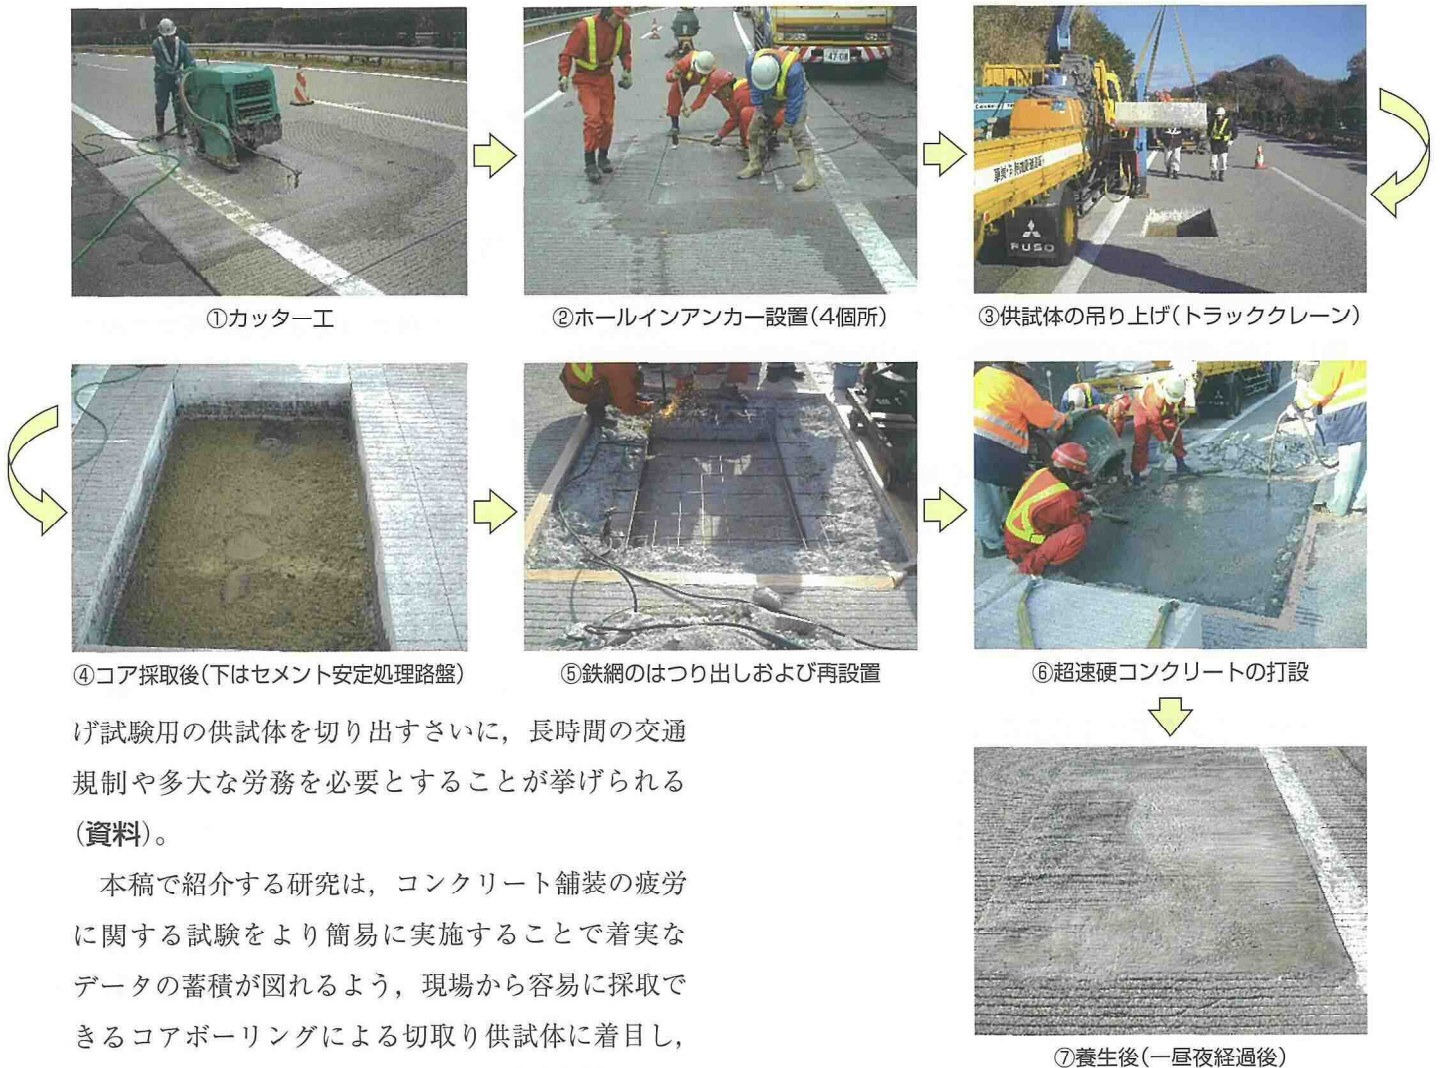 ①カッター工
②ホールインアンカー設置(4個所)
③供試体の吊り上げ(トラッククレーン)
FUSO
④コア採取後(下はセメント安定処理路盤)
⑤鉄網のはつり出しおよび再設置
⑥超速硬コンクリートの打設
げ試験用の供試体を切り出すさいに，長時間の交通
規制や多大な労務を必要とすることが挙げられる
(資料)。
本稿で紹介する研究は，コンクリート舗装の疲労
に関する試験をより簡易に実施することで着実な
データの蓄積が図れるよう，現場から容易に採取で
きるコアボーリングによる切取り供試体に着目し，
⑦養生後(一昼夜経過後)